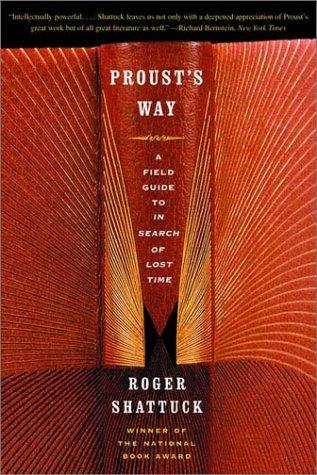 "Intellectually powerful. . . . Shattuck leaves us not only with a deepened appreciation of Proust's
great work but of all great literature as well." —Richard Bernstein, New York Times
PROUST'S
WAY
A
FIELD
GUIDE
TO
IN
SEARCH
OF
LOST
TIME
ROGER
SHATTUCK
WINNER OF
THE NATIONAL
BOOK AWARD